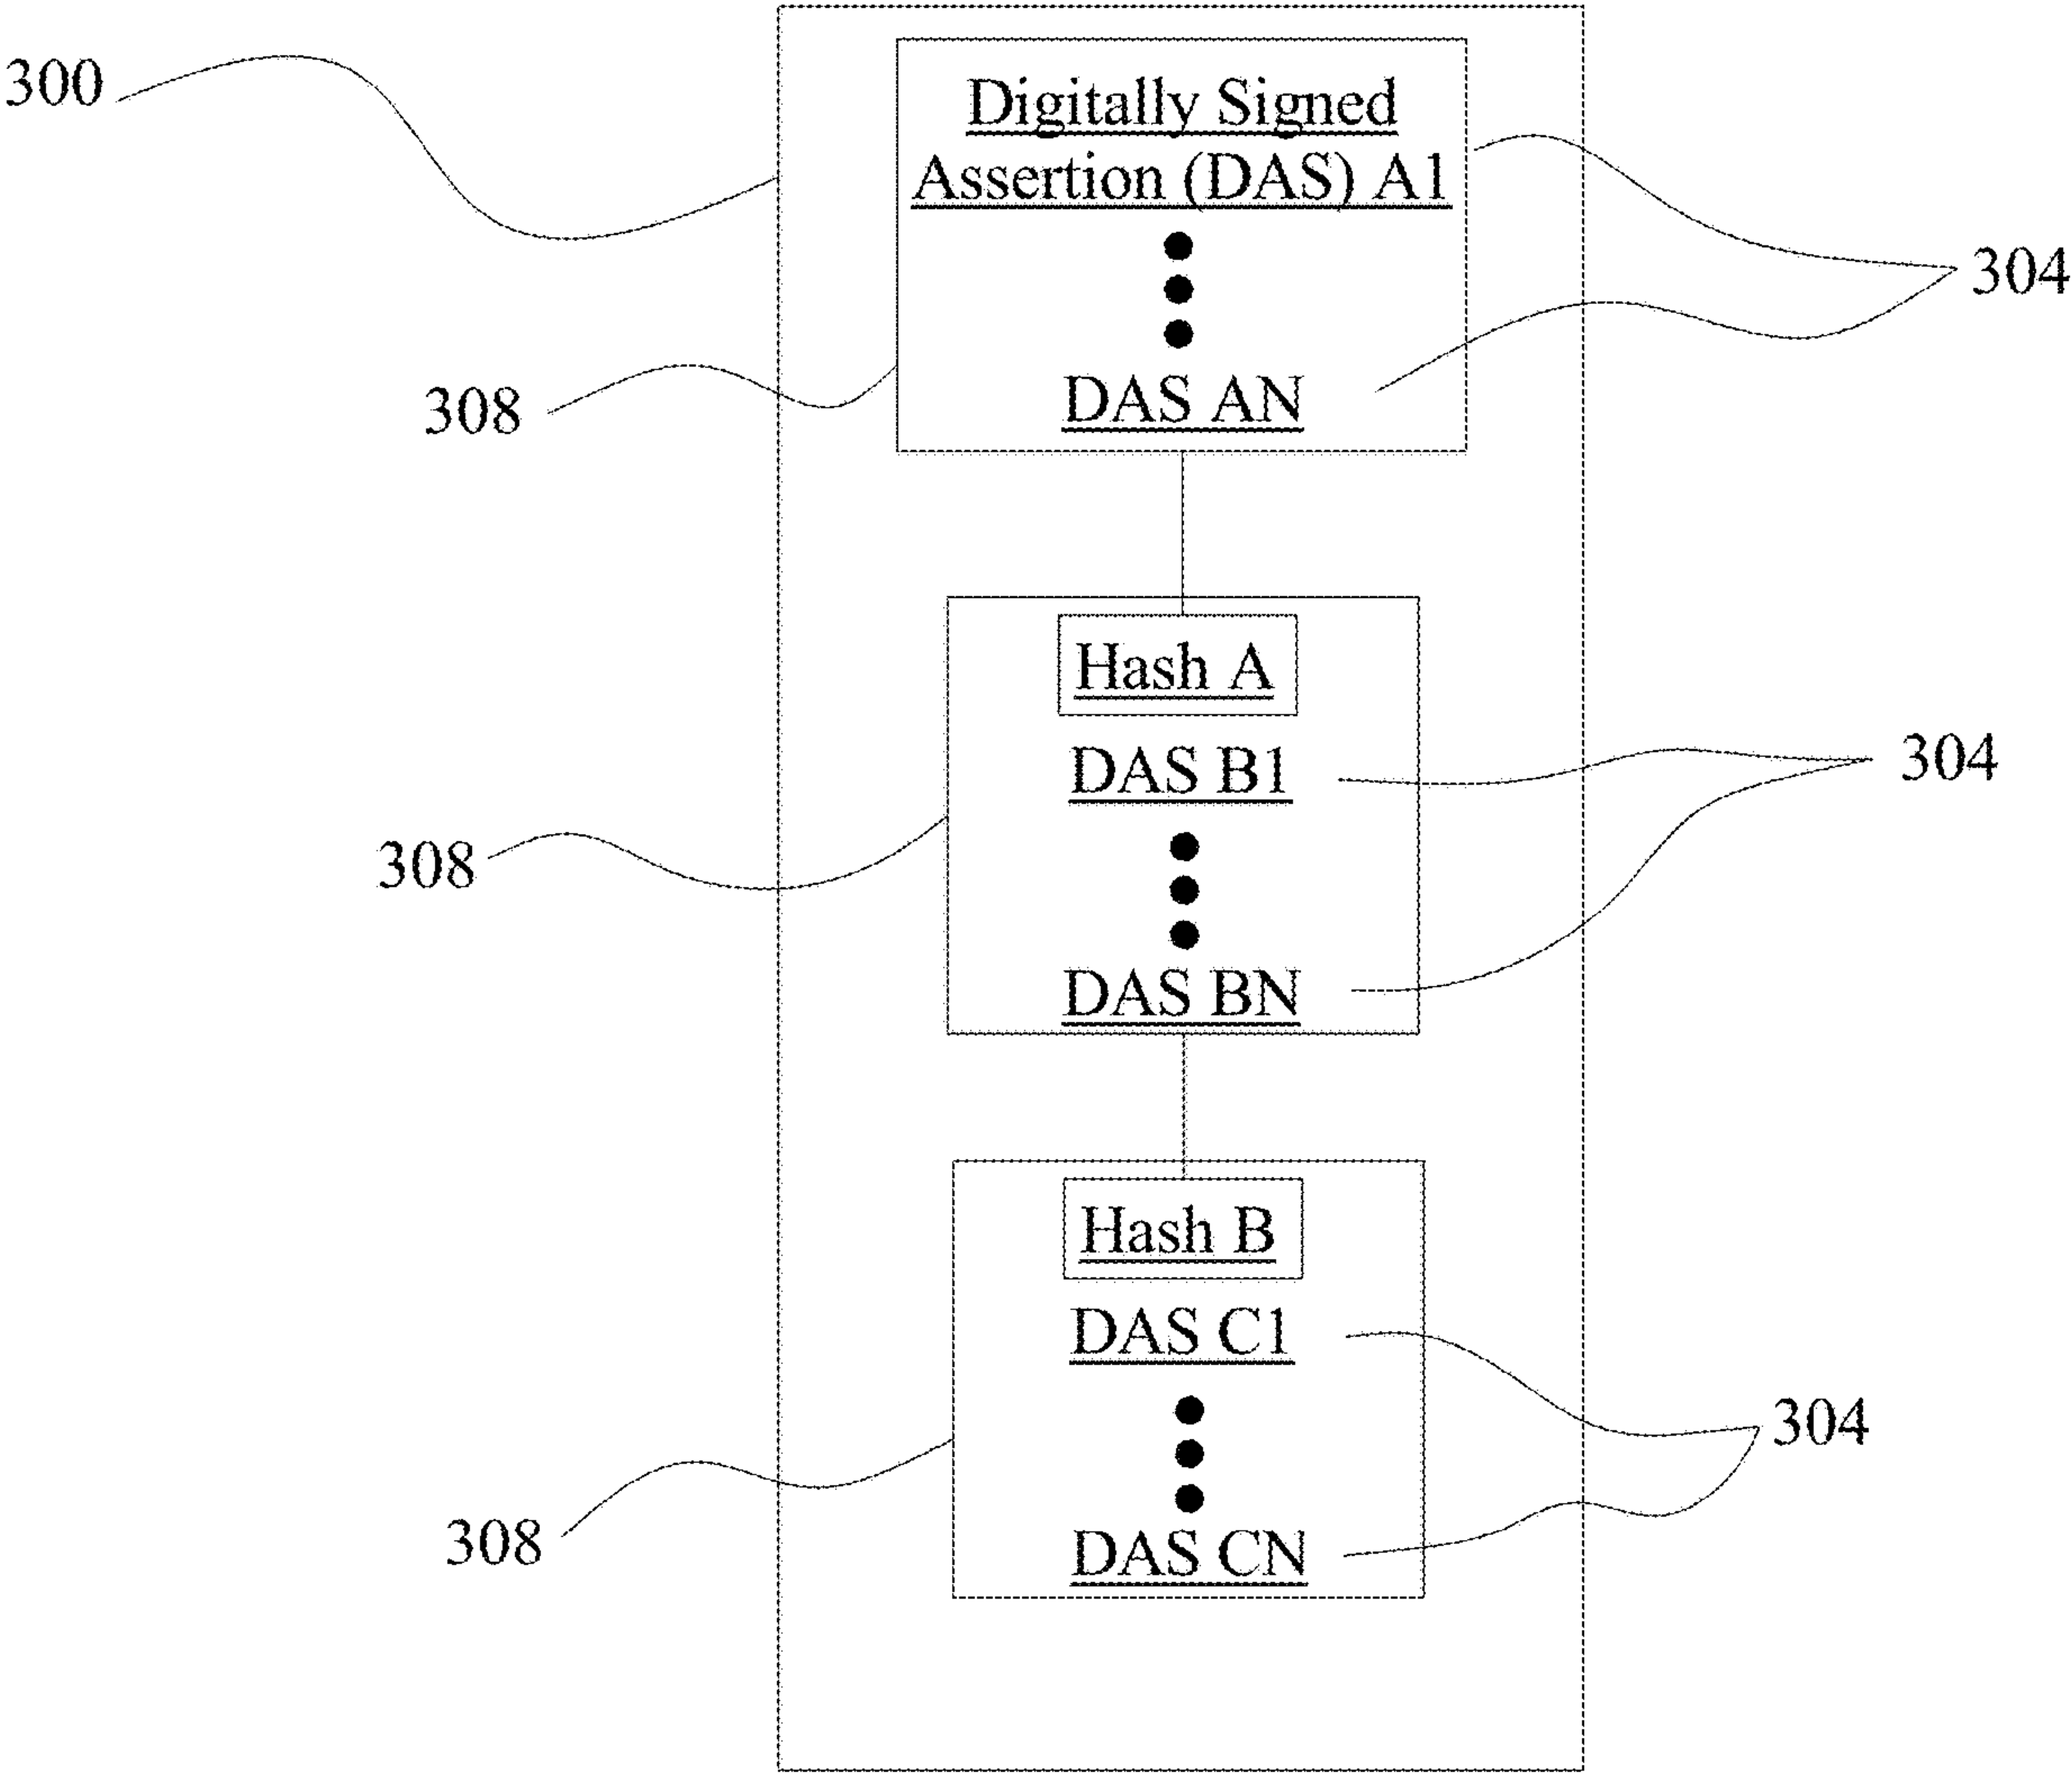 300
Digitally Signed
Assertion (DAS) A1
304
308
DAS AN
Hash A
DAS B1
304
308
DAS BN
Hash B
DAS C1
304
308
DAS CN